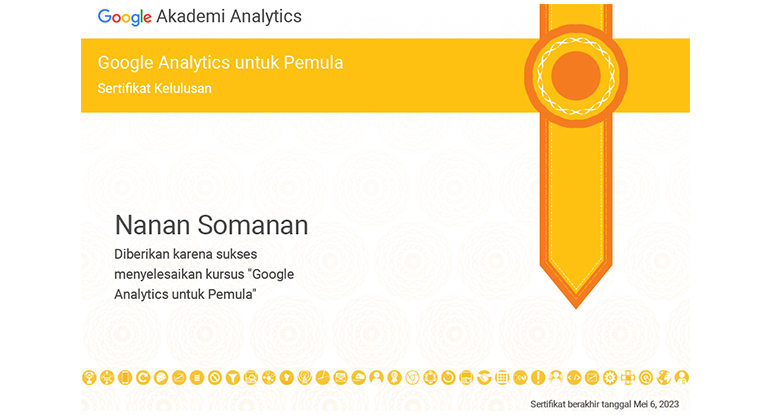 Google Akademi Analytics
Google Analytics untuk Pemula
Sertifikat Kelulusan
Nanan Somanan
Diberikan karena sukses
menyelesaikan kursus "Google
Analytics untuk Pemula"
Sertifikat berakhir tanggal Mei 6, 2023